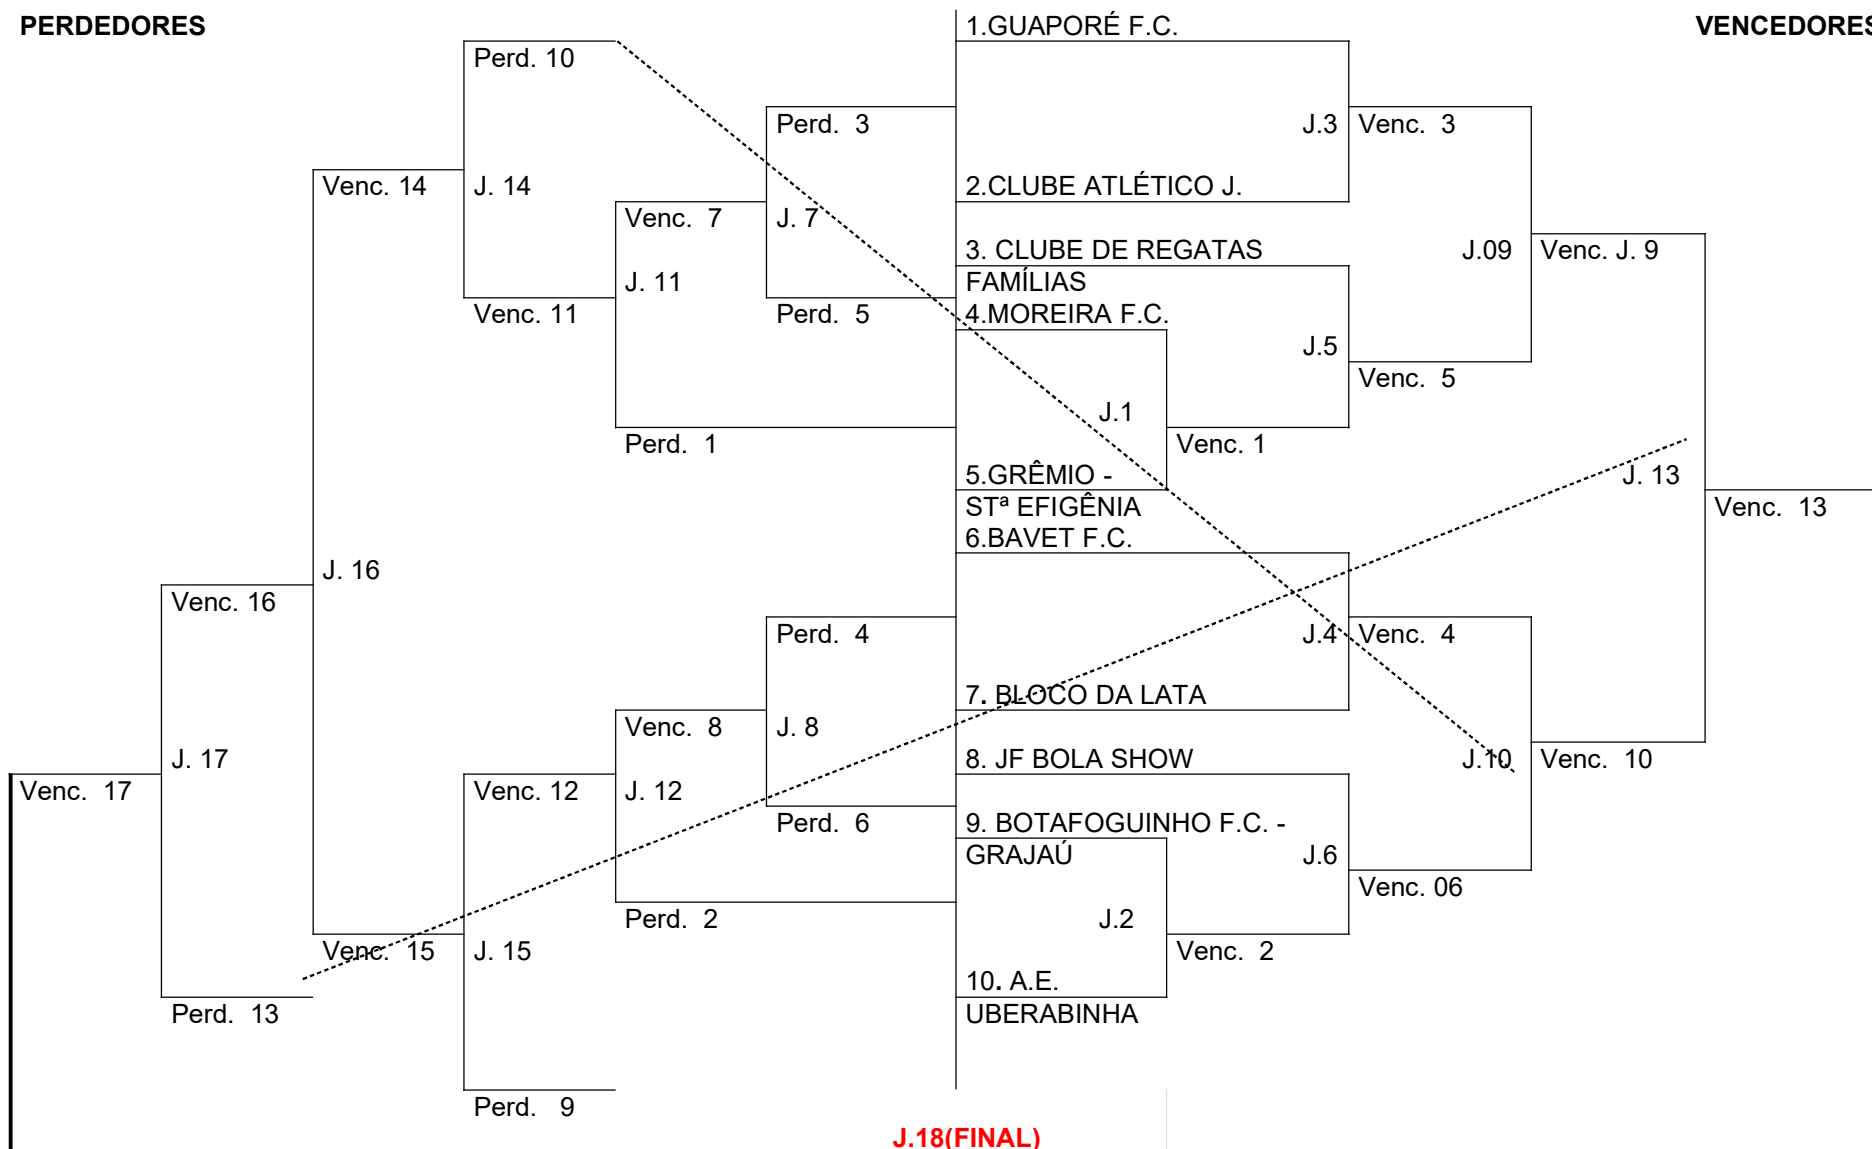 PERDEDORES
1.GUAPORÉ F.C.
VENCEDORES
Perd. 10
Perd. 3
J.3
Venc. 3
Venc. 14
J. 14
2.CLUBE ATLÉTICO J.
Venc. 7
J. 7
3. CLUBE DE REGATAS
FAMÍLIAS
J.09
Venc. J. 9
J. 11
Venc. 11
Perd. 5
4.MOREIRA F.C.
J.5
Venc. 5
J.1
Perd. 1
Venc. 1
5.GRÊMIO -
STª EFIGÊNIA
J. 13
Venc. 13
6.BAVET F.C.
J. 16
Venc. 16
Perd. 4
J.4
Venc. 4
7. BLOCO DA LATA
Venc. 8
J. 8
J. 17
8. JF BOLA SHOW
J.10
Venc. 10
Venc. 17
Venc. 12
J. 12
Perd. 6
9. BOTAFOGUINHO F.C. -
GRAJAÚ
J.6
Venc. 06
Perd. 2
J.2
Venc. 15
J. 15
Venc. 2
10. A.E.
UBERABINHA
Perd. 13
Perd. 9
J.18(FINAL)